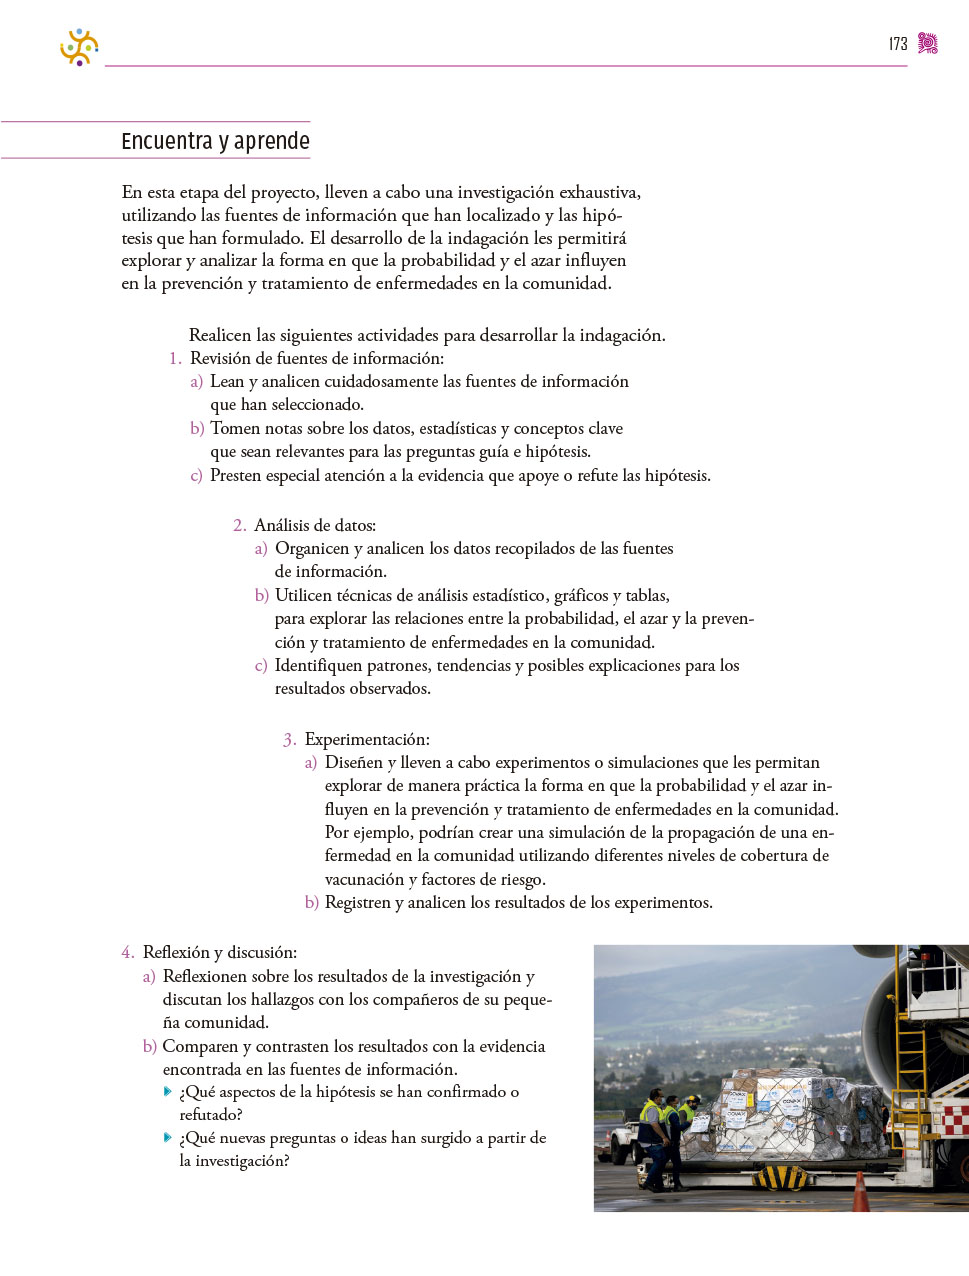 173
Encuentra y aprende
En esta etapa del proyecto, lleven a cabo una investigación exhaustiva,
utilizando las fuentes de información que han localizado y las hipó-
tesis que han formulado. El desarrollo de la indagación les permitirá
explorar y analizar la forma en que la probabilidad y el azar influyen
en la prevención y tratamiento de enfermedades en la comunidad.
Realicen las siguientes actividades para desarrollar la indagación.
1. Revisión de fuentes de información:
a) Lean y analicen cuidadosamente las fuentes de información
que han seleccionado.
b) Tomen notas sobre los datos, estadísticas y conceptos clave
que sean relevantes para las preguntas guía e hipótesis.
c) Presten especial atención a la evidencia que apoye o refute las hipótesis.
2. Análisis de datos:
a) Organicen y analicen los datos recopilados de las fuentes
de información.
b) Utilicen técnicas de análisis estadístico, gráficos y tablas,
para explorar las relaciones entre la probabilidad, el azar y la preven-
ción y tratamiento de enfermedades en la comunidad.
c) Identifiquen patrones, tendencias y posibles explicaciones para los
resultados observados.
3. Experimentación:
a) Diseñen y lleven a cabo experimentos o simulaciones que les permitan
explorar de manera práctica la forma en que la probabilidad y el azar in-
fluyen en la prevención y tratamiento de enfermedades en la comunidad.
Por ejemplo, podrían crear una simulación de la propagación de una en-
fermedad en la comunidad utilizando diferentes niveles de cobertura de
vacunación y factores de riesgo.
b) Registren y analicen los resultados de los experimentos.
4. Reflexión y discusión:
a) Reflexionen sobre los resultados de la investigación y
discutan los hallazgos con los compañeros de su peque-
ña comunidad.
b) Comparen y contrasten los resultados con la evidencia
encontrada en las fuentes de información.
¿Qué aspectos de la hipótesis se han confirmado o
refutado?
¿Qué nuevas preguntas o ideas han surgido a partir de
la investigación?
COVAX
COVAX
COVAX